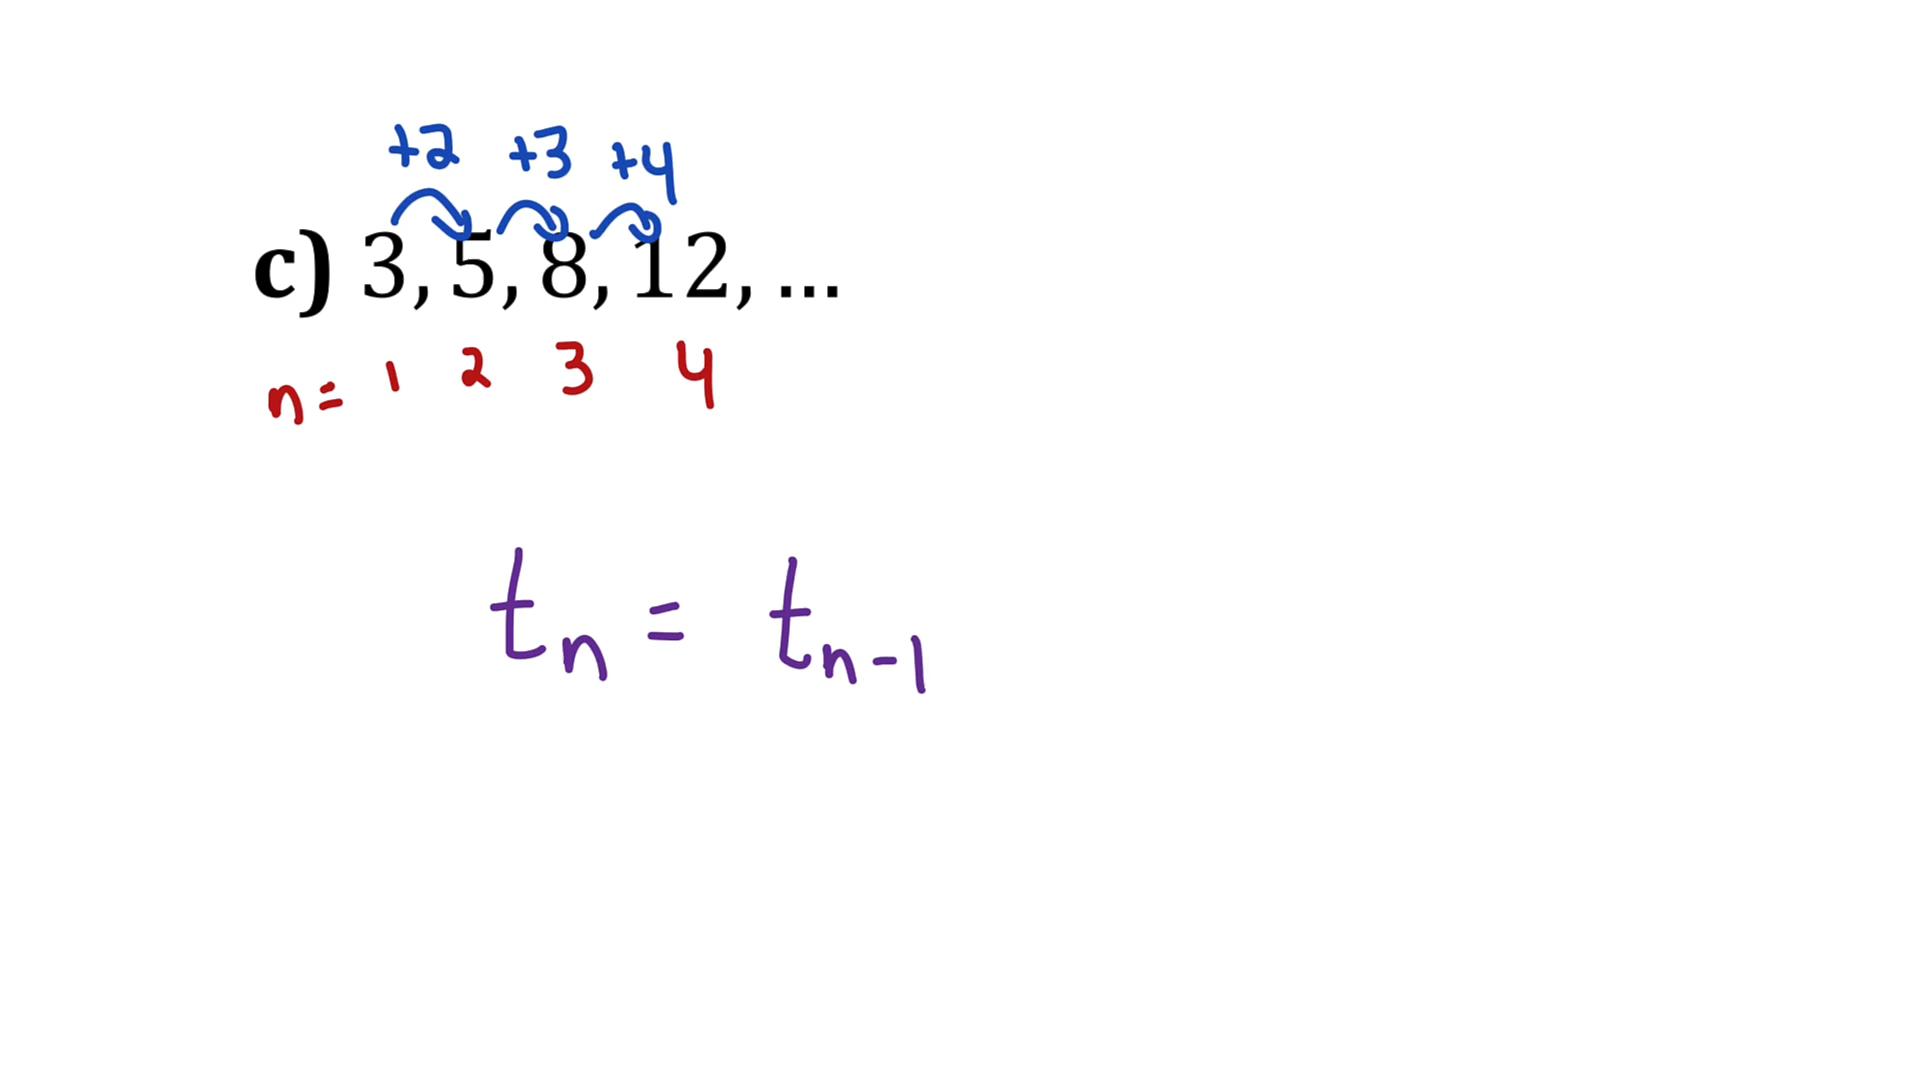 +2 +3 +4
c) 3, 5, 8, 12, ...
n = 1 2 3 4
tₙ = tₙ₋₁